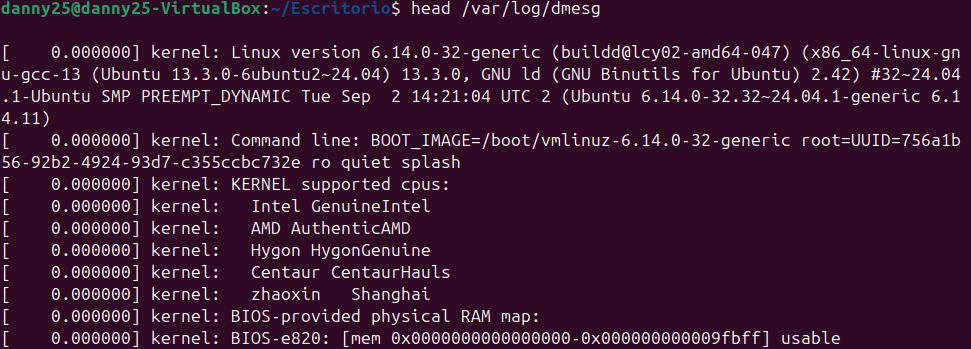 danny25@danny25-VirtualBox:~/Escritorio$ head /var/log/dmesg
[    0.000000] kernel: Linux version 6.14.0-32-generic (buildd@lcy02-amd64-047) (x86_64-linux-gn
u-gcc-13 (Ubuntu 13.3.0-6ubuntu2~24.04) 13.3.0, GNU ld (GNU Binutils for Ubuntu) 2.42) #32~24.04
.1-Ubuntu SMP PREEMPT_DYNAMIC Tue Sep  2 14:21:04 UTC 2 (Ubuntu 6.14.0-32.32~24.04.1-generic 6.1
4.11)
[    0.000000] kernel: Command line: BOOT_IMAGE=/boot/vmlinuz-6.14.0-32-generic root=UUID=756a1b
56-92b2-4924-93d7-c355ccbc732e ro quiet splash
[    0.000000] kernel: KERNEL supported cpus:
[    0.000000] kernel:   Intel GenuineIntel
[    0.000000] kernel:   AMD AuthenticAMD
[    0.000000] kernel:   Hygon HygonGenuine
[    0.000000] kernel:   Centaur CentaurHauls
[    0.000000] kernel:   zhaoxin   Shanghai
[    0.000000] kernel: BIOS-provided physical RAM map:
[    0.000000] kernel: BIOS-e820: [mem 0x0000000000000000-0x000000000009fbff] usable